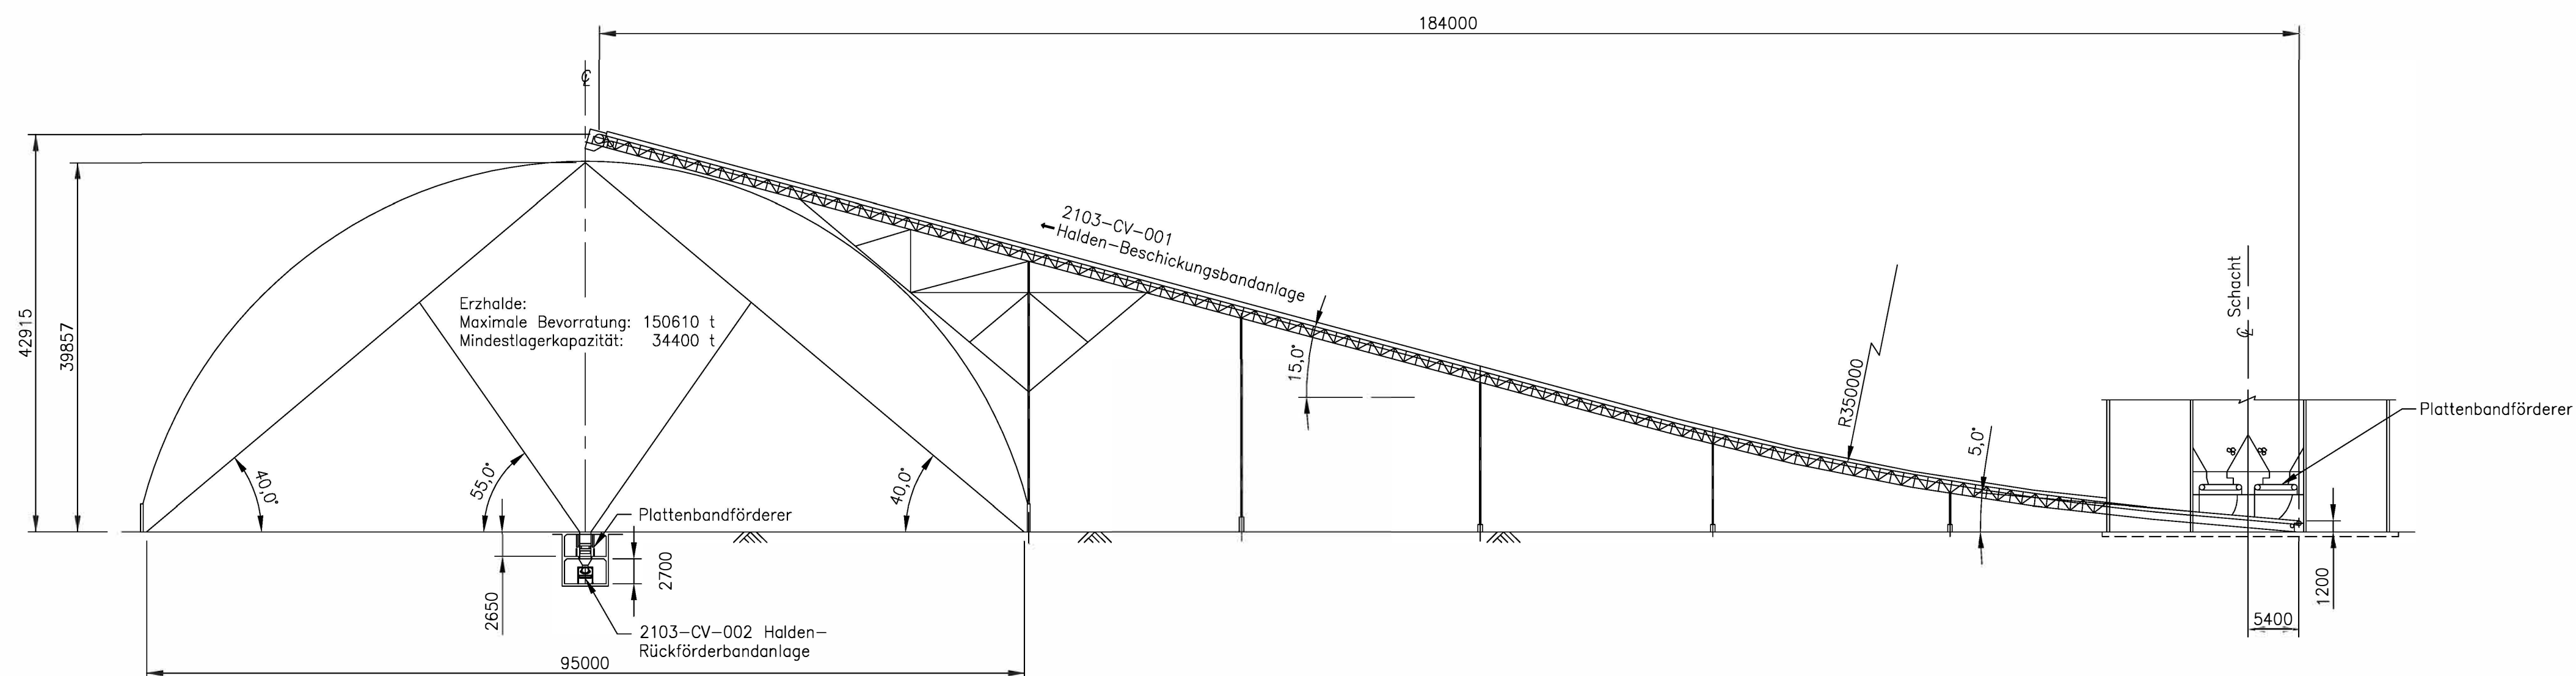 184000
℄
2103-CV-001
Halden-Beschickungsbandanlage
Erzhalde:
Maximale Bevorratung: 150610 t
Mindestlagerkapazität: 34400 t
42915
39857
15,0°
R350000
5,0°
℄ Schacht
Plattenbandförderer
40,0°
55,0°
40,0°
Plattenbandförderer
2700
2650
2103-CV-002 Halden-
Rückförderbandanlage
95000
1200
5400